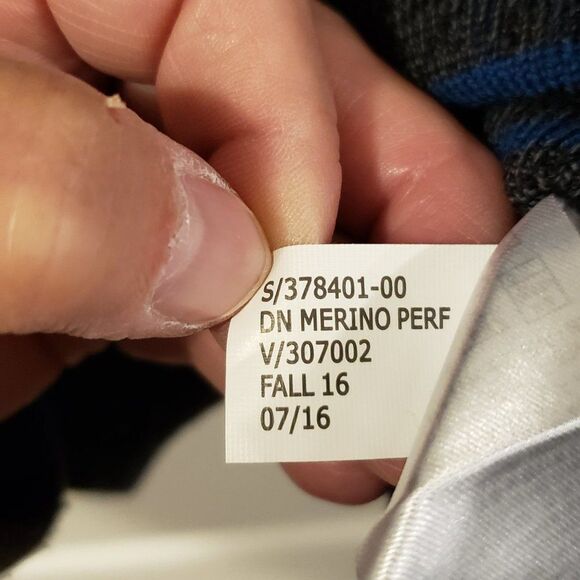 S/378401-00
DN MERINO PERF
V/307002
FALL 16
07/16